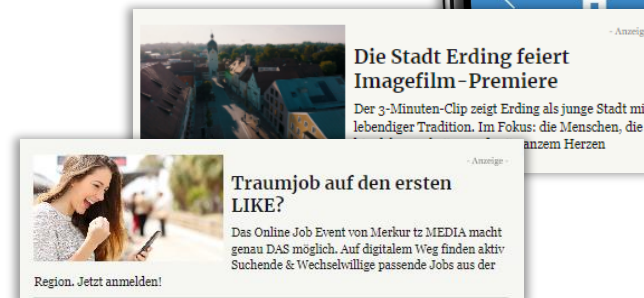 - Anzeige
Die Stadt Erding feiert
Imagefilm-Premiere
Der 3-Minuten-Clip zeigt Erding als junge Stadt mi
lebendiger Tradition. Im Fokus: die Menschen, die
anzem Herzen
- Anzeige -
Traumjob auf den ersten
LIKE?
Das Online Job Event von Merkur tz MEDIA macht
genau DAS möglich. Auf digitalem Weg finden aktiv
Suchende & Wechselwillige passende Jobs aus der
Region. Jetzt anmelden!